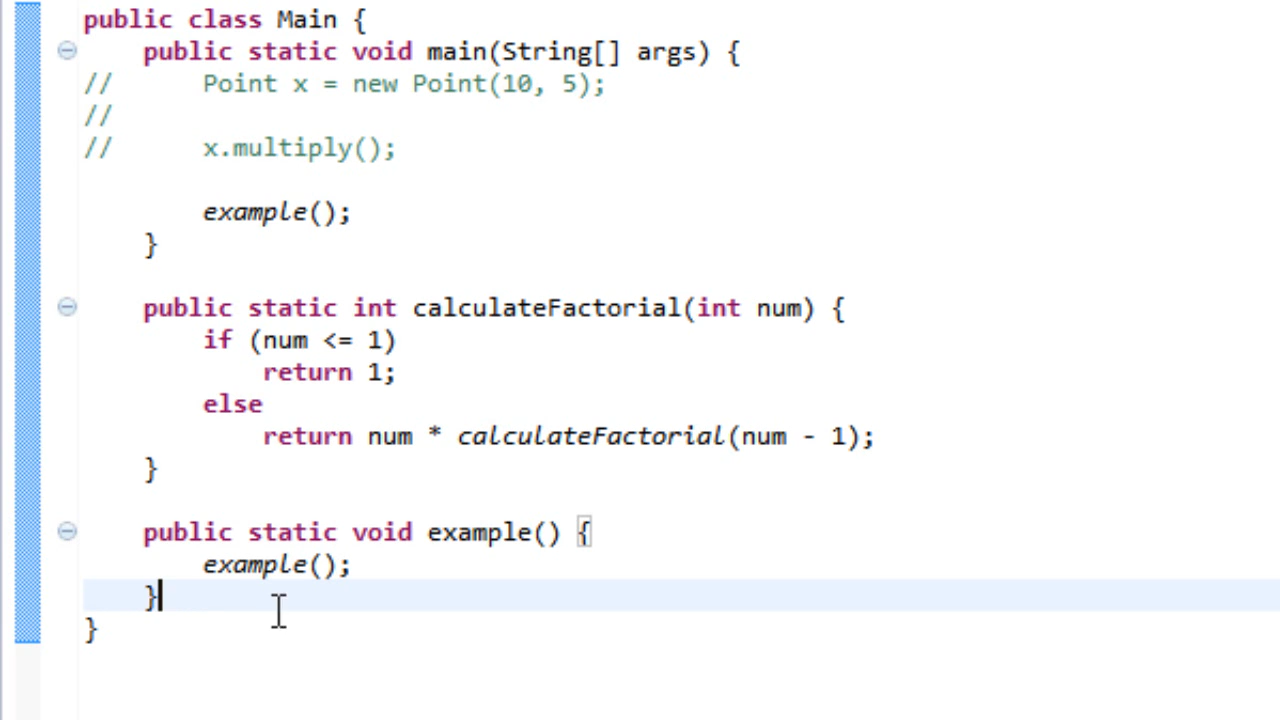 public class Main {
    public static void main(String[] args) {
//      Point x = new Point(10, 5);
//
//      x.multiply();
        example();
    }
    public static int calculateFactorial(int num) {
        if (num <= 1)
            return 1;
        else
            return num * calculateFactorial(num - 1);
    }
    public static void example() {
        example();
    }
}